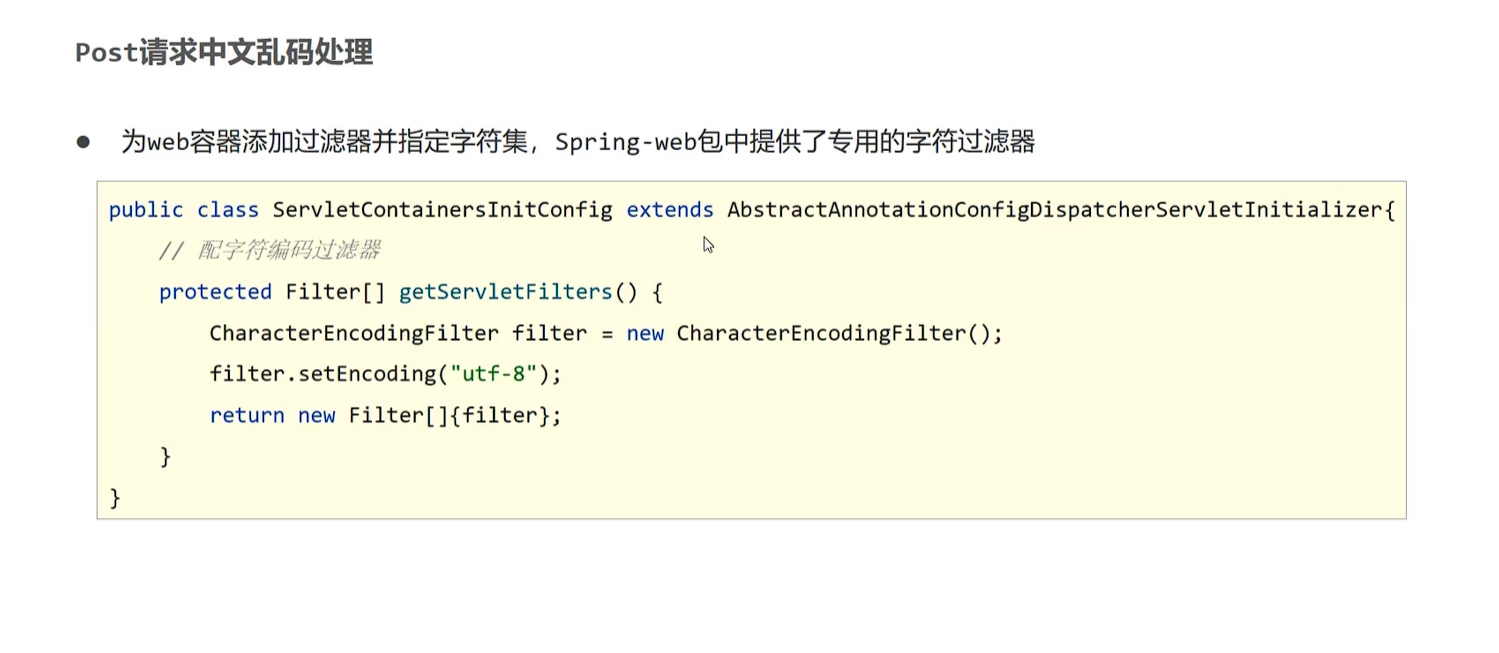 Post请求中文乱码处理
● 为web容器添加过滤器并指定字符集，Spring-web包中提供了专用的字符过滤器
public class ServletContainersInitConfig extends AbstractAnnotationConfigDispatcherServletInitializer{
    // 配字符编码过滤器
    protected Filter[] getServletFilters() {
        CharacterEncodingFilter filter = new CharacterEncodingFilter();
        filter.setEncoding("utf-8");
        return new Filter[]{filter};
    }
}